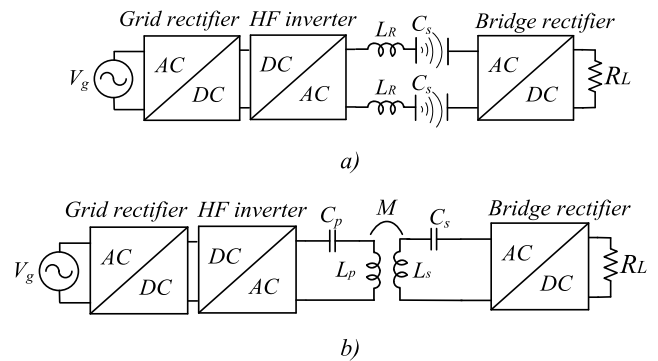 Grid rectifier HF inverter Bridge rectifier
L_R C_s
V_g AC DC DC AC AC DC R_L
L_R C_s
a)
Grid rectifier HF inverter Bridge rectifier
C_p M C_s
V_g AC DC DC AC L_p L_s AC DC R_L
b)